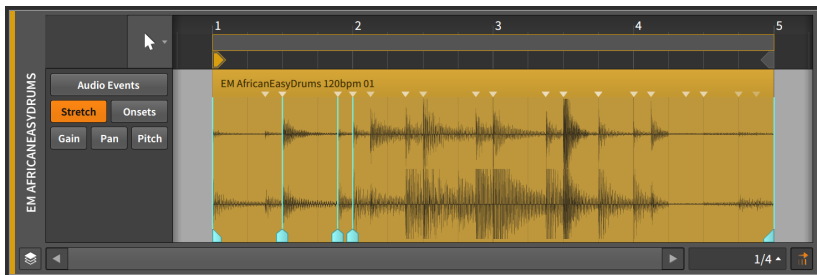 1 2 3 4 5
EM AFRICANEASYDRUMS
Audio Events
EM AfricanEasyDrums 120bpm 01
Stretch Onsets
Gain Pan Pitch
1/4